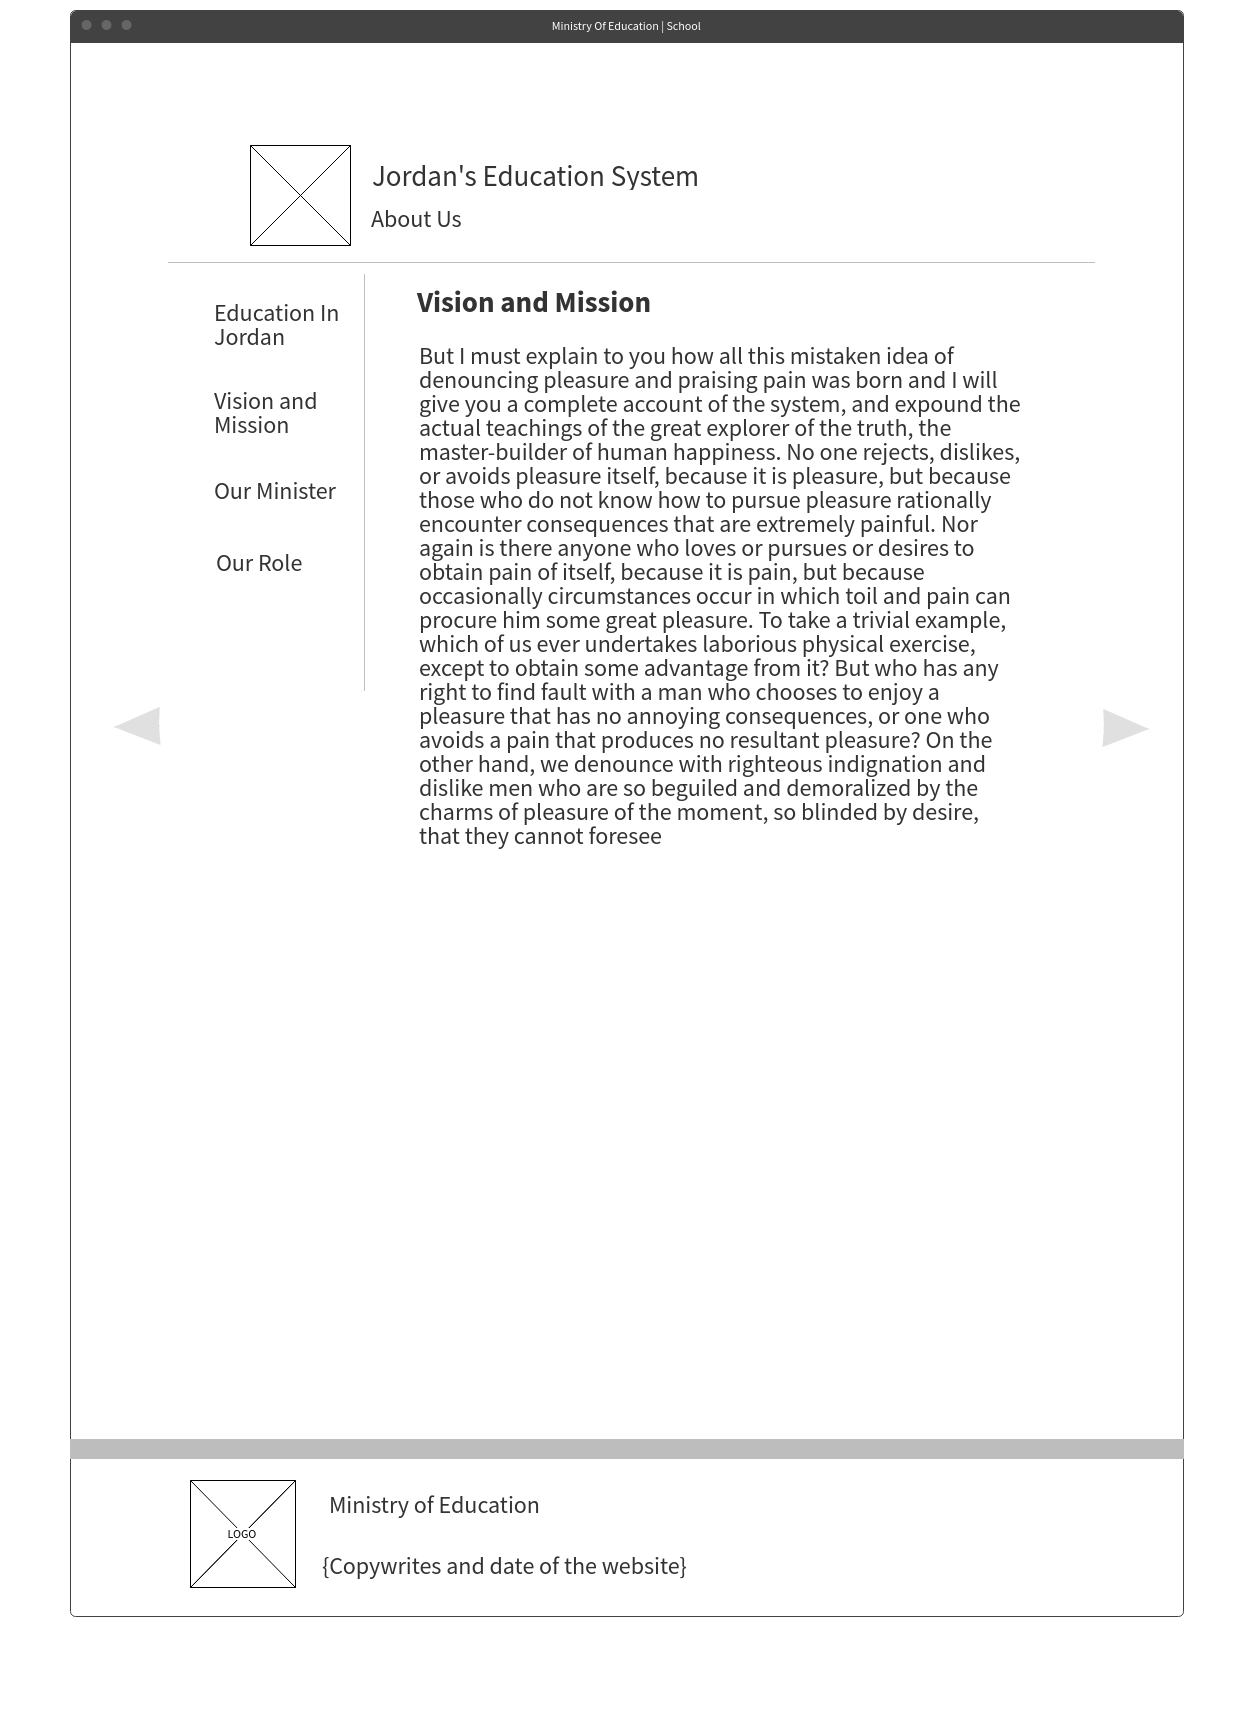 Ministry Of Education | School
Jordan's Education System
About Us
Education In
Jordan
Vision and
Mission
Our Minister
Our Role
Vision and Mission
But I must explain to you how all this mistaken idea of
denouncing pleasure and praising pain was born and I will
give you a complete account of the system, and expound the
actual teachings of the great explorer of the truth, the
master-builder of human happiness. No one rejects, dislikes,
or avoids pleasure itself, because it is pleasure, but because
those who do not know how to pursue pleasure rationally
encounter consequences that are extremely painful. Nor
again is there anyone who loves or pursues or desires to
obtain pain of itself, because it is pain, but because
occasionally circumstances occur in which toil and pain can
procure him some great pleasure. To take a trivial example,
which of us ever undertakes laborious physical exercise,
except to obtain some advantage from it? But who has any
right to find fault with a man who chooses to enjoy a
pleasure that has no annoying consequences, or one who
avoids a pain that produces no resultant pleasure? On the
other hand, we denounce with righteous indignation and
dislike men who are so beguiled and demoralized by the
charms of pleasure of the moment, so blinded by desire,
that they cannot foresee
LOGO
Ministry of Education
{Copywrites and date of the website}